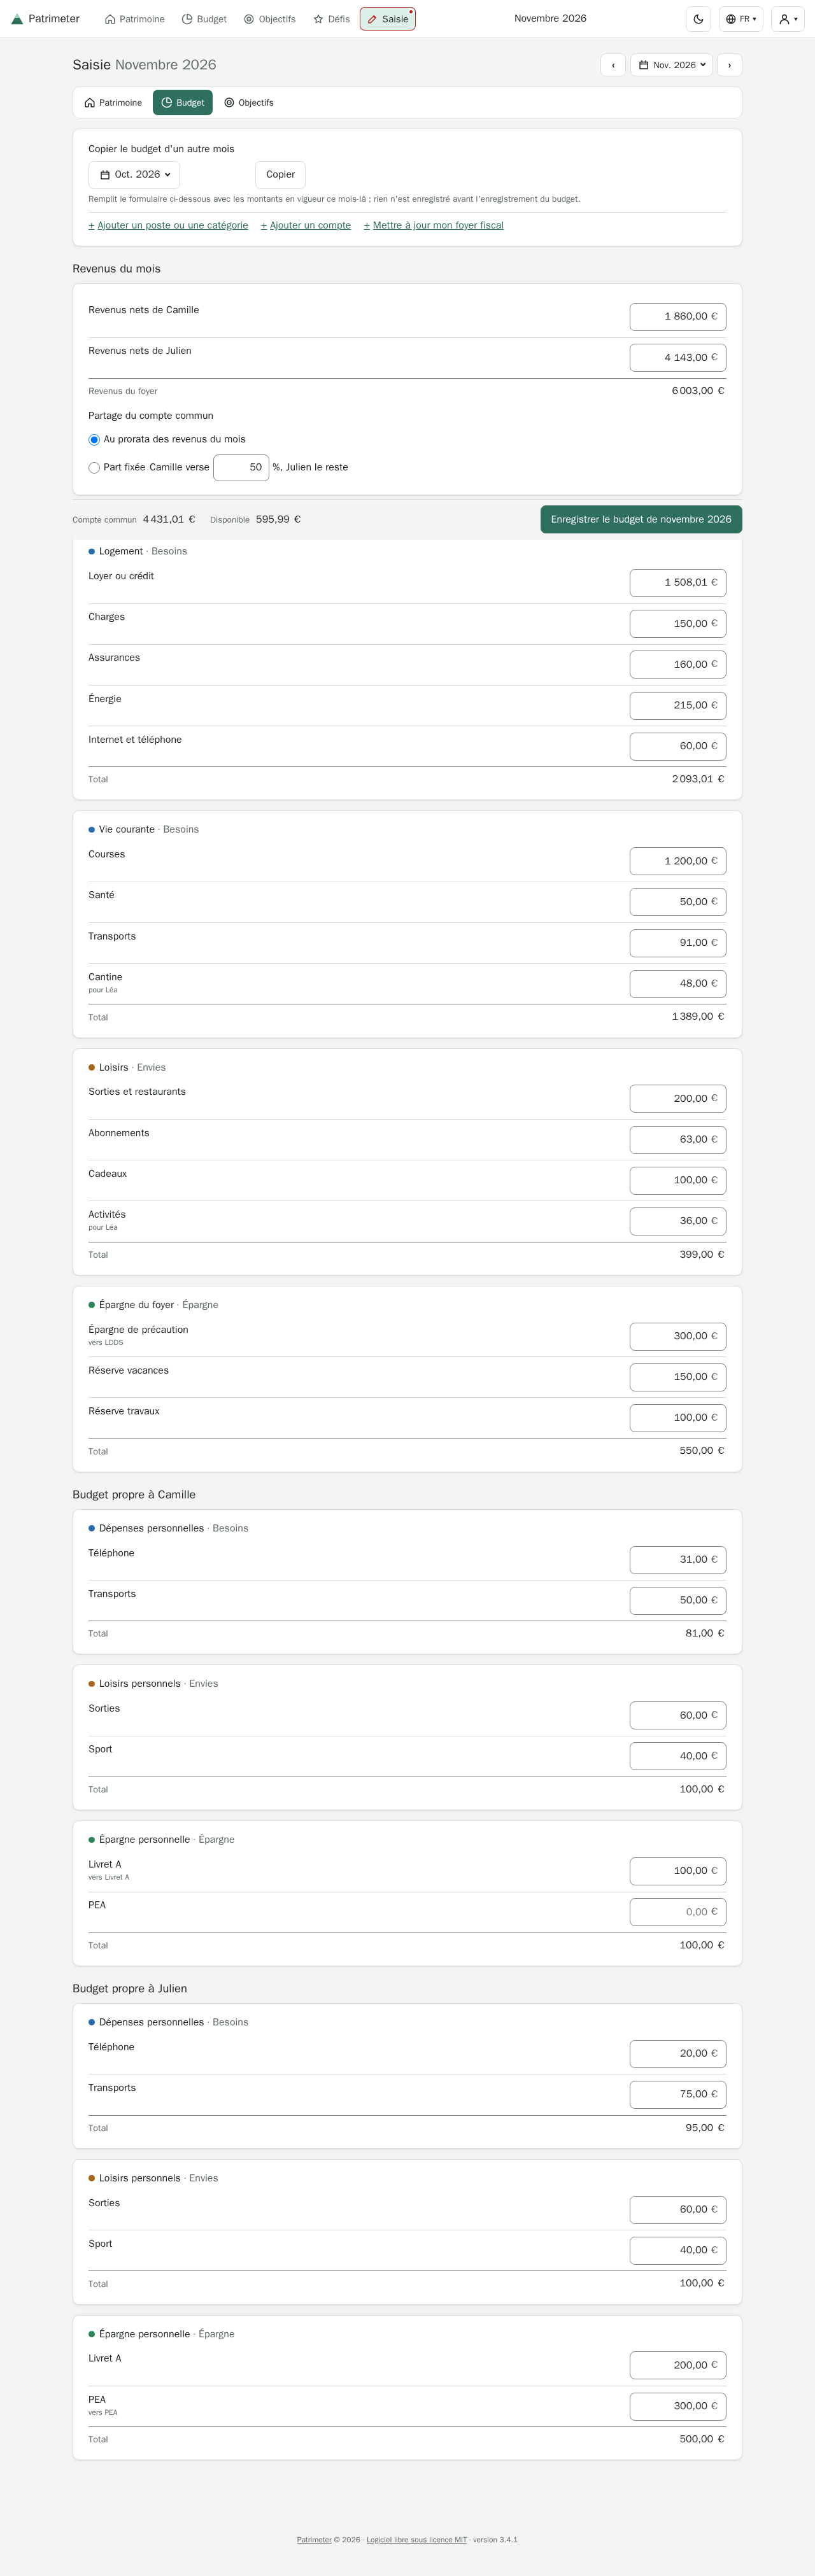 Patrimeter Patrimoine Budget Objectifs Défis Saisie Novembre 2026 FR ▾ ▾
Saisie Novembre 2026 ‹ Nov. 2026 ›
Patrimoine Budget Objectifs
Copier le budget d'un autre mois
Oct. 2026 Copier
Remplit le formulaire ci-dessous avec les montants en vigueur ce mois-là ; rien n'est enregistré avant l'enregistrement du budget.
+ Ajouter un poste ou une catégorie + Ajouter un compte + Mettre à jour mon foyer fiscal
Revenus du mois
Revenus nets de Camille 1 860,00 €
Revenus nets de Julien 4 143,00 €
Revenus du foyer 6 003,00 €
Partage du compte commun
Au prorata des revenus du mois
Part fixée Camille verse 50 %, Julien le reste
Compte commun 4 431,01 € Disponible 595,99 € Enregistrer le budget de novembre 2026
Logement · Besoins
Loyer ou crédit 1 508,01 €
Charges 150,00 €
Assurances 160,00 €
Énergie 215,00 €
Internet et téléphone 60,00 €
Total 2 093,01 €
Vie courante · Besoins
Courses 1 200,00 €
Santé 50,00 €
Transports 91,00 €
Cantine 48,00 €
pour Léa
Total 1 389,00 €
Loisirs · Envies
Sorties et restaurants 200,00 €
Abonnements 63,00 €
Cadeaux 100,00 €
Activités 36,00 €
pour Léa
Total 399,00 €
Épargne du foyer · Épargne
Épargne de précaution 300,00 €
vers LDDS
Réserve vacances 150,00 €
Réserve travaux 100,00 €
Total 550,00 €
Budget propre à Camille
Dépenses personnelles · Besoins
Téléphone 31,00 €
Transports 50,00 €
Total 81,00 €
Loisirs personnels · Envies
Sorties 60,00 €
Sport 40,00 €
Total 100,00 €
Épargne personnelle · Épargne
Livret A 100,00 €
vers Livret A
PEA 0,00 €
Total 100,00 €
Budget propre à Julien
Dépenses personnelles · Besoins
Téléphone 20,00 €
Transports 75,00 €
Total 95,00 €
Loisirs personnels · Envies
Sorties 60,00 €
Sport 40,00 €
Total 100,00 €
Épargne personnelle · Épargne
Livret A 200,00 €
PEA 300,00 €
vers PEA
Total 500,00 €
Patrimeter © 2026 · Logiciel libre sous licence MIT · version 3.4.1